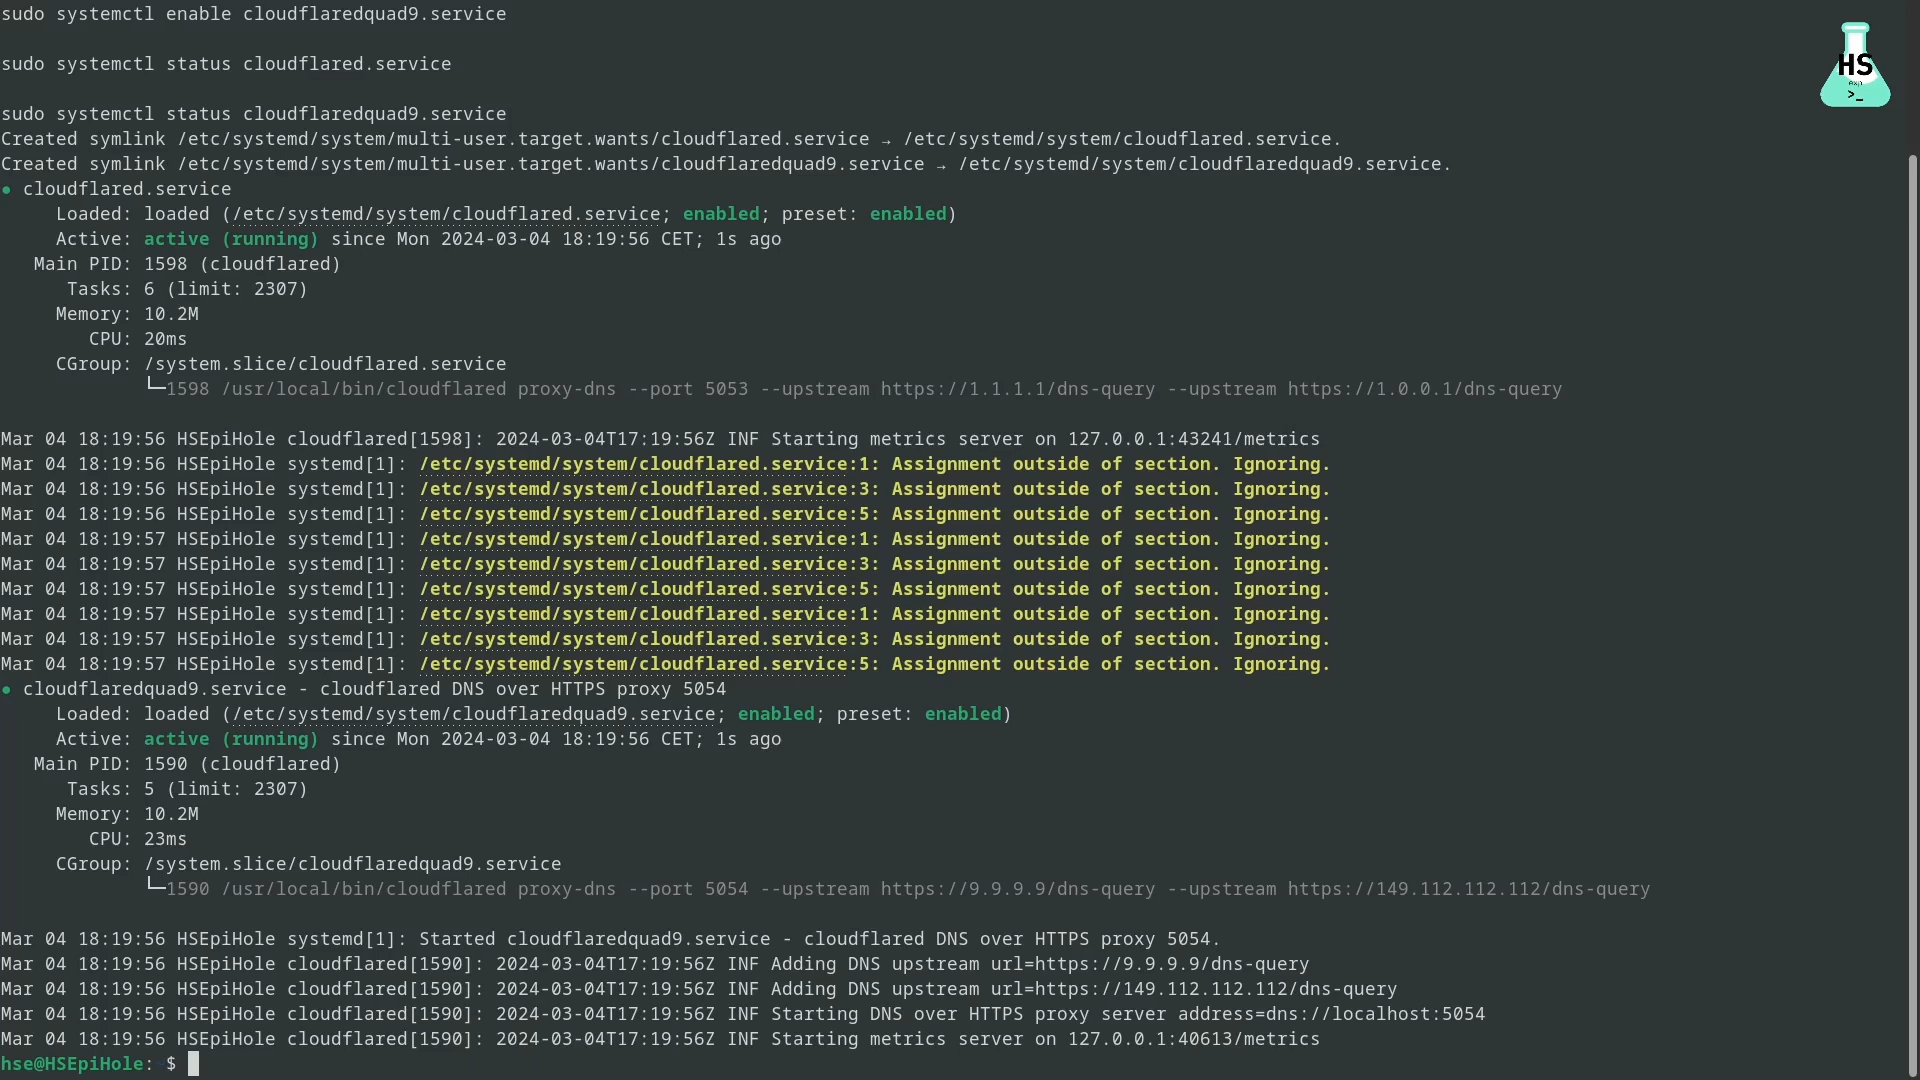 sudo systemctl enable cloudflaredquad9.service
sudo systemctl status cloudflared.service
sudo systemctl status cloudflaredquad9.service
Created symlink /etc/systemd/system/multi-user.target.wants/cloudflared.service → /etc/systemd/system/cloudflared.service.
Created symlink /etc/systemd/system/multi-user.target.wants/cloudflaredquad9.service → /etc/systemd/system/cloudflaredquad9.service.
● cloudflared.service
Loaded: loaded (/etc/systemd/system/cloudflared.service; enabled; preset: enabled)
Active: active (running) since Mon 2024-03-04 18:19:56 CET; 1s ago
Main PID: 1598 (cloudflared)
Tasks: 6 (limit: 2307)
Memory: 10.2M
CPU: 20ms
CGroup: /system.slice/cloudflared.service
└─1598 /usr/local/bin/cloudflared proxy-dns --port 5053 --upstream https://1.1.1.1/dns-query --upstream https://1.0.0.1/dns-query
Mar 04 18:19:56 HSEpiHole cloudflared[1598]: 2024-03-04T17:19:56Z INF Starting metrics server on 127.0.0.1:43241/metrics
Mar 04 18:19:56 HSEpiHole systemd[1]: /etc/systemd/system/cloudflared.service:1: Assignment outside of section. Ignoring.
Mar 04 18:19:56 HSEpiHole systemd[1]: /etc/systemd/system/cloudflared.service:3: Assignment outside of section. Ignoring.
Mar 04 18:19:56 HSEpiHole systemd[1]: /etc/systemd/system/cloudflared.service:5: Assignment outside of section. Ignoring.
Mar 04 18:19:57 HSEpiHole systemd[1]: /etc/systemd/system/cloudflared.service:1: Assignment outside of section. Ignoring.
Mar 04 18:19:57 HSEpiHole systemd[1]: /etc/systemd/system/cloudflared.service:3: Assignment outside of section. Ignoring.
Mar 04 18:19:57 HSEpiHole systemd[1]: /etc/systemd/system/cloudflared.service:5: Assignment outside of section. Ignoring.
Mar 04 18:19:57 HSEpiHole systemd[1]: /etc/systemd/system/cloudflared.service:1: Assignment outside of section. Ignoring.
Mar 04 18:19:57 HSEpiHole systemd[1]: /etc/systemd/system/cloudflared.service:3: Assignment outside of section. Ignoring.
Mar 04 18:19:57 HSEpiHole systemd[1]: /etc/systemd/system/cloudflared.service:5: Assignment outside of section. Ignoring.
● cloudflaredquad9.service - cloudflared DNS over HTTPS proxy 5054
Loaded: loaded (/etc/systemd/system/cloudflaredquad9.service; enabled; preset: enabled)
Active: active (running) since Mon 2024-03-04 18:19:56 CET; 1s ago
Main PID: 1590 (cloudflared)
Tasks: 5 (limit: 2307)
Memory: 10.2M
CPU: 23ms
CGroup: /system.slice/cloudflaredquad9.service
└─1590 /usr/local/bin/cloudflared proxy-dns --port 5054 --upstream https://9.9.9.9/dns-query --upstream https://149.112.112.112/dns-query
Mar 04 18:19:56 HSEpiHole systemd[1]: Started cloudflaredquad9.service - cloudflared DNS over HTTPS proxy 5054.
Mar 04 18:19:56 HSEpiHole cloudflared[1590]: 2024-03-04T17:19:56Z INF Adding DNS upstream url=https://9.9.9.9/dns-query
Mar 04 18:19:56 HSEpiHole cloudflared[1590]: 2024-03-04T17:19:56Z INF Adding DNS upstream url=https://149.112.112.112/dns-query
Mar 04 18:19:56 HSEpiHole cloudflared[1590]: 2024-03-04T17:19:56Z INF Starting DNS over HTTPS proxy server address=dns://localhost:5054
Mar 04 18:19:56 HSEpiHole cloudflared[1590]: 2024-03-04T17:19:56Z INF Starting metrics server on 127.0.0.1:40613/metrics
hse@HSEpiHole: $
HS
exp
>_